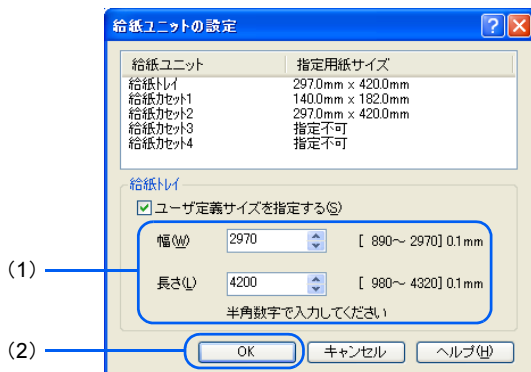 給紙ユニットの設定
給紙ユニット 指定用紙サイズ
給紙トレイ 297.0mm x 420.0mm
給紙カセット1 140.0mm x 182.0mm
給紙カセット2 297.0mm x 420.0mm
給紙カセット3 指定不可
給紙カセット4 指定不可
給紙トレイ
ユーザ定義サイズを指定する(S)
幅(W) 2970 [ 890～ 2970] 0.1mm
(1)
長さ(L) 4200 [ 980～ 4320] 0.1mm
半角数字で入力してください
(2) OK キャンセル ヘルプ(H)